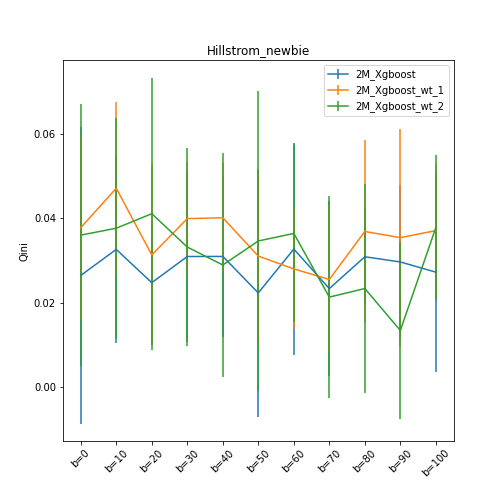 Hillstrom_newbie
2M_Xgboost
2M_Xgboost_wt_1
2M_Xgboost_wt_2
Qini
0.06
0.04
0.02
0.00
b=0
b=10
b=20
b=30
b=40
b=50
b=60
b=70
b=80
b=90
b=100